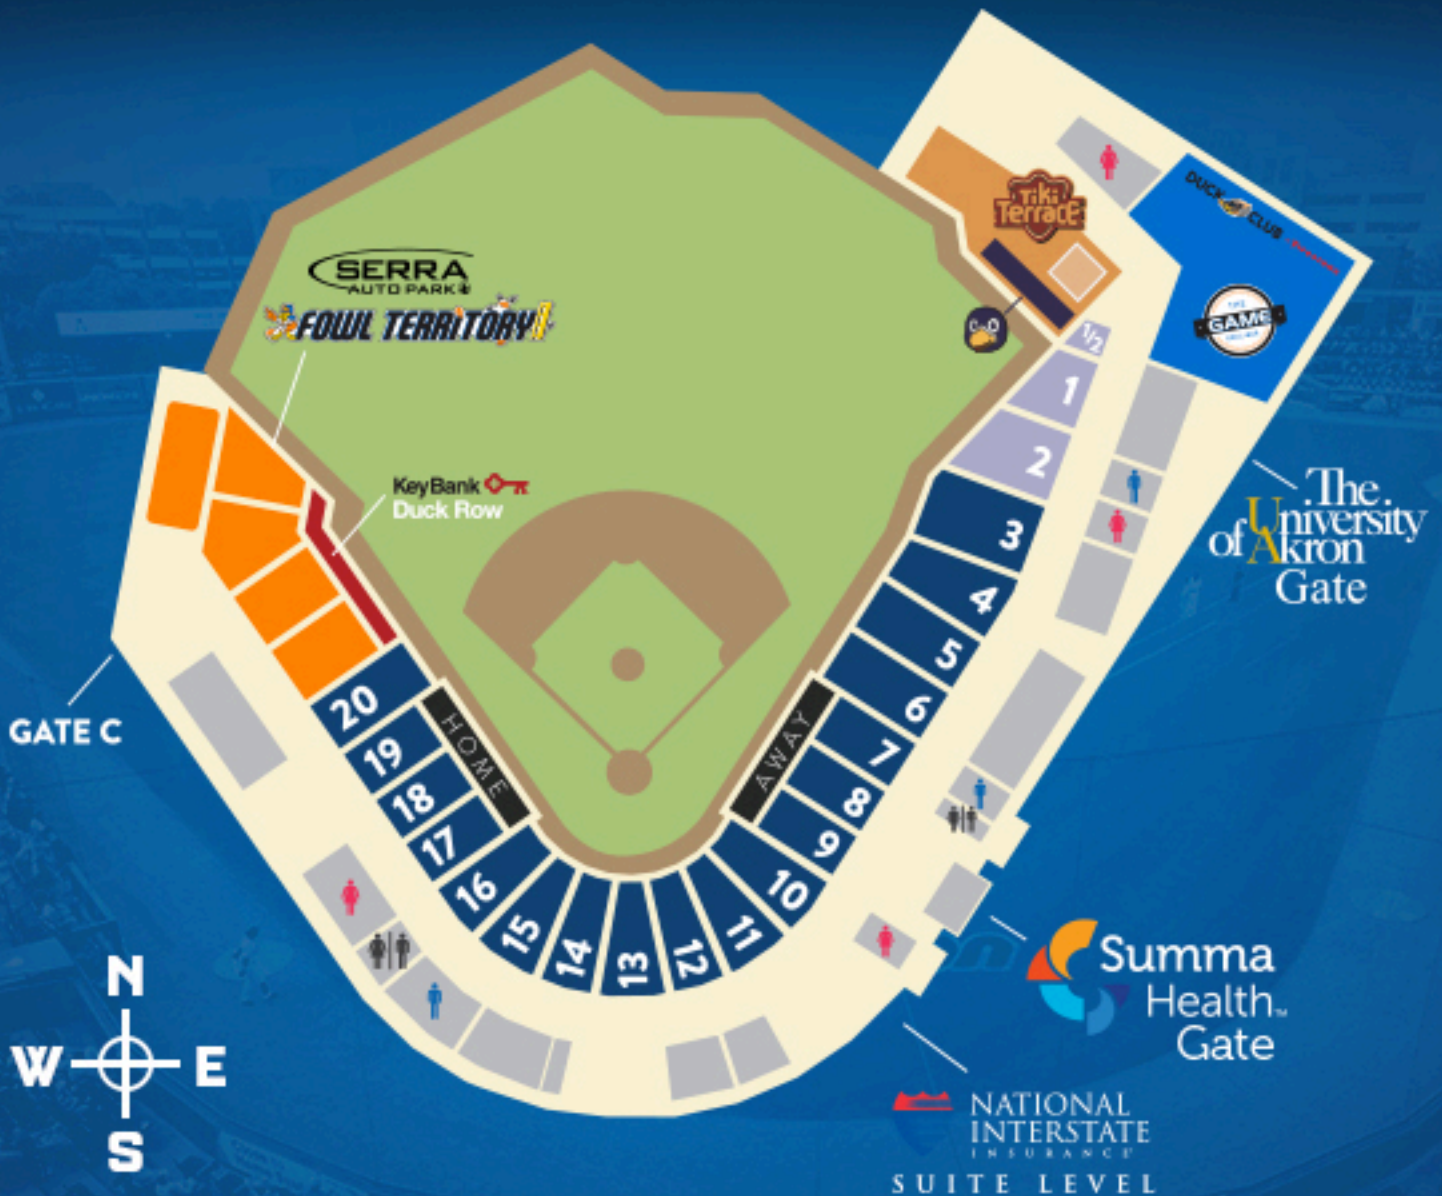 Tiki
Terrace
DUCK CLUB
THE
GAME
SERRA
AUTO PARK
FOWL TERRITORY!
KeyBank
Duck Row
1/2
1
2
3
4
5
6
7
8
9
10
11
12
13
14
15
16
17
18
19
20
HOME
AWAY
The
University
of Akron
Gate
GATE C
Summa
Health™
Gate
NATIONAL
INTERSTATE
INSURANCE
SUITE LEVEL
N
W E
S